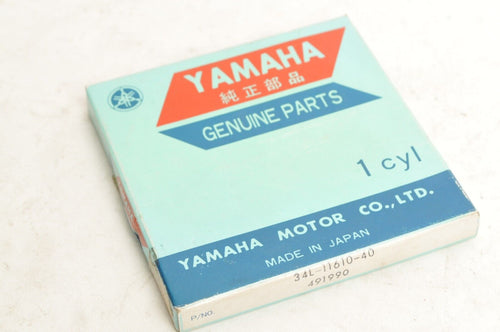 YAMAHA
純正部品
GENUINE PARTS
1 cyl
YAMAHA MOTOR CO.,LTD.
MADE IN JAPAN
34L-11610-40
491990
P/NO.